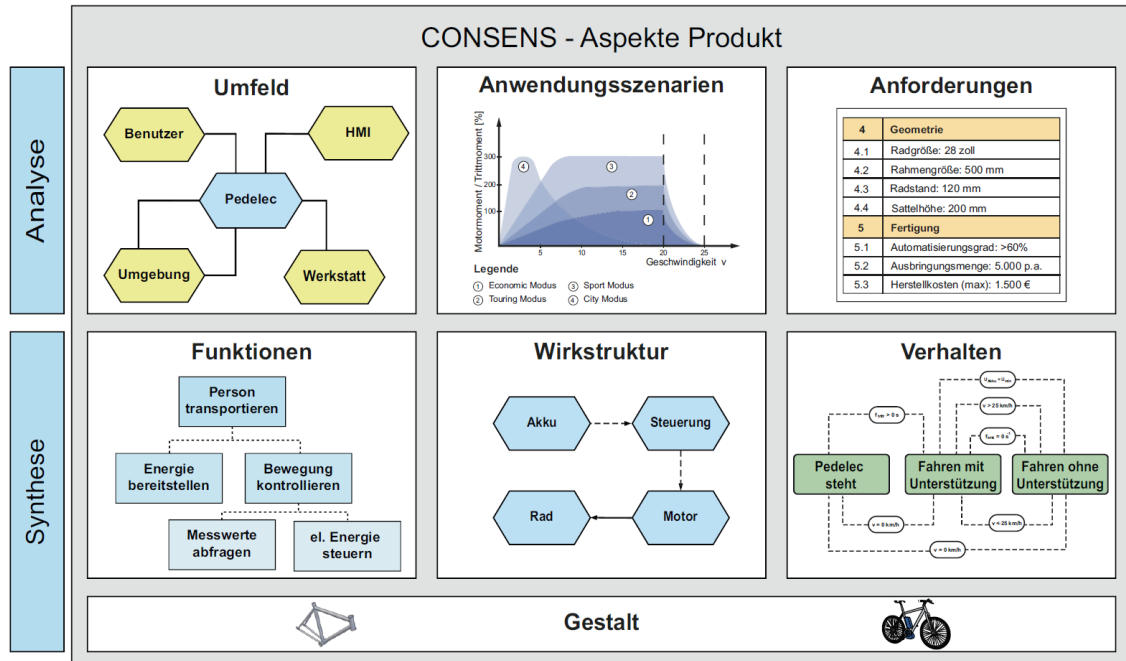 CONSENS - Aspekte Produkt
Analyse
Umfeld
Benutzer
HMI
Pedelec
Umgebung
Werkstatt
Anwendungsszenarien
Motormoment / Trittmoment [%]
300
200
100
4
3
2
1
5
10
15
20
25
Geschwindigkeit v
Legende
1 Economic Modus
3 Sport Modus
2 Touring Modus
4 City Modus
Anforderungen
4 Geometrie
4.1 Radgröße: 28 zoll
4.2 Rahmengröße: 500 mm
4.3 Radstand: 120 mm
4.4 Sattelhöhe: 200 mm
5 Fertigung
5.1 Automatisierungsgrad: >60%
5.2 Ausbringungsmenge: 5.000 p.a.
5.3 Herstellkosten (max): 1.500 €
Synthese
Funktionen
Person
transportieren
Energie
bereitstellen
Bewegung
kontrollieren
Messwerte
abfragen
el. Energie
steuern
Wirkstruktur
Akku
Steuerung
Rad
Motor
Verhalten
v > 25 km/h
Pedelec
steht
Fahren mit
Unterstützung
Fahren ohne
Unterstützung
v = 0 km/h
v < 25 km/h
v = 0 km/h
Gestalt